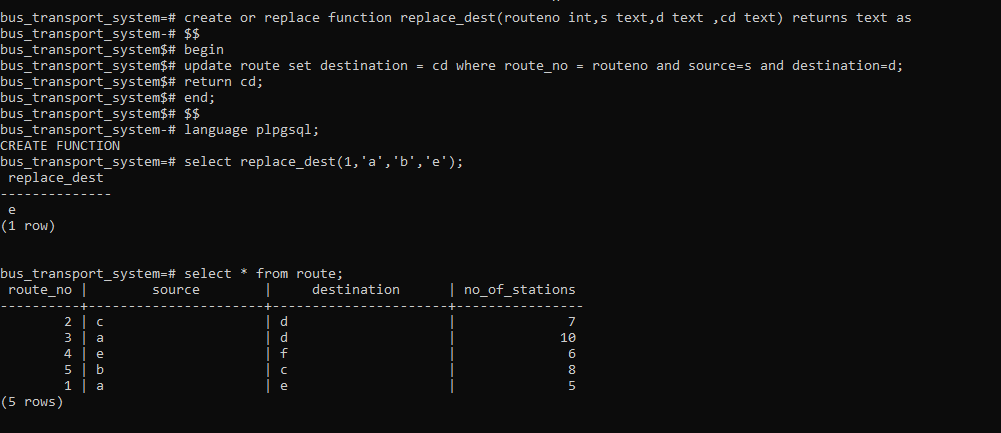 bus_transport_system=# create or replace function replace_dest(routeno int,s text,d text ,cd text) returns text as
bus_transport_system-# $$
bus_transport_system$# begin
bus_transport_system$# update route set destination = cd where route_no = routeno and source=s and destination=d;
bus_transport_system$# return cd;
bus_transport_system$# end;
bus_transport_system$# $$
bus_transport_system-# language plpgsql;
CREATE FUNCTION
bus_transport_system=# select replace_dest(1,'a','b','e');
 replace_dest
--------------
 e
(1 row)


bus_transport_system=# select * from route;
 route_no |        source        |     destination      | no_of_stations
----------+----------------------+----------------------+----------------
        2 | c                    | d                    |              7
        3 | a                    | d                    |             10
        4 | e                    | f                    |              6
        5 | b                    | c                    |              8
        1 | a                    | e                    |              5
(5 rows)